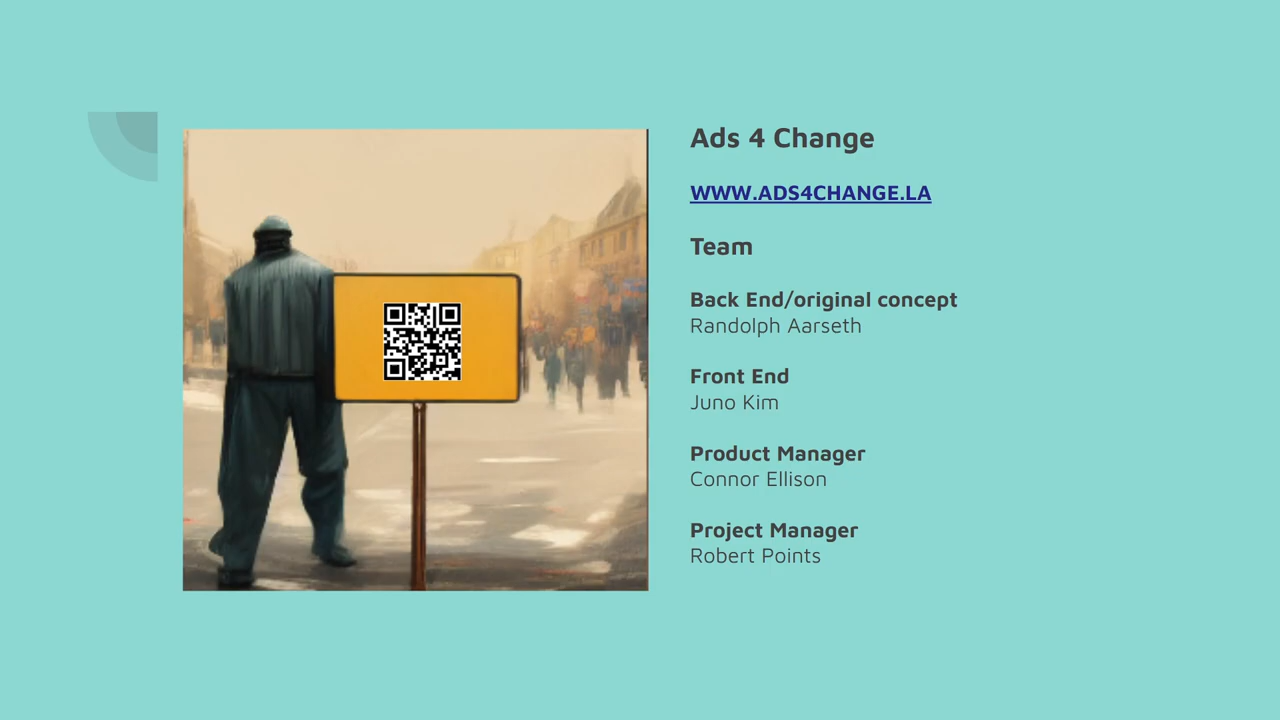 Ads 4 Change
WWW.ADS4CHANGE.LA
Team
Back End/original concept
Randolph Aarseth
Front End
Juno Kim
Product Manager
Connor Ellison
Project Manager
Robert Points